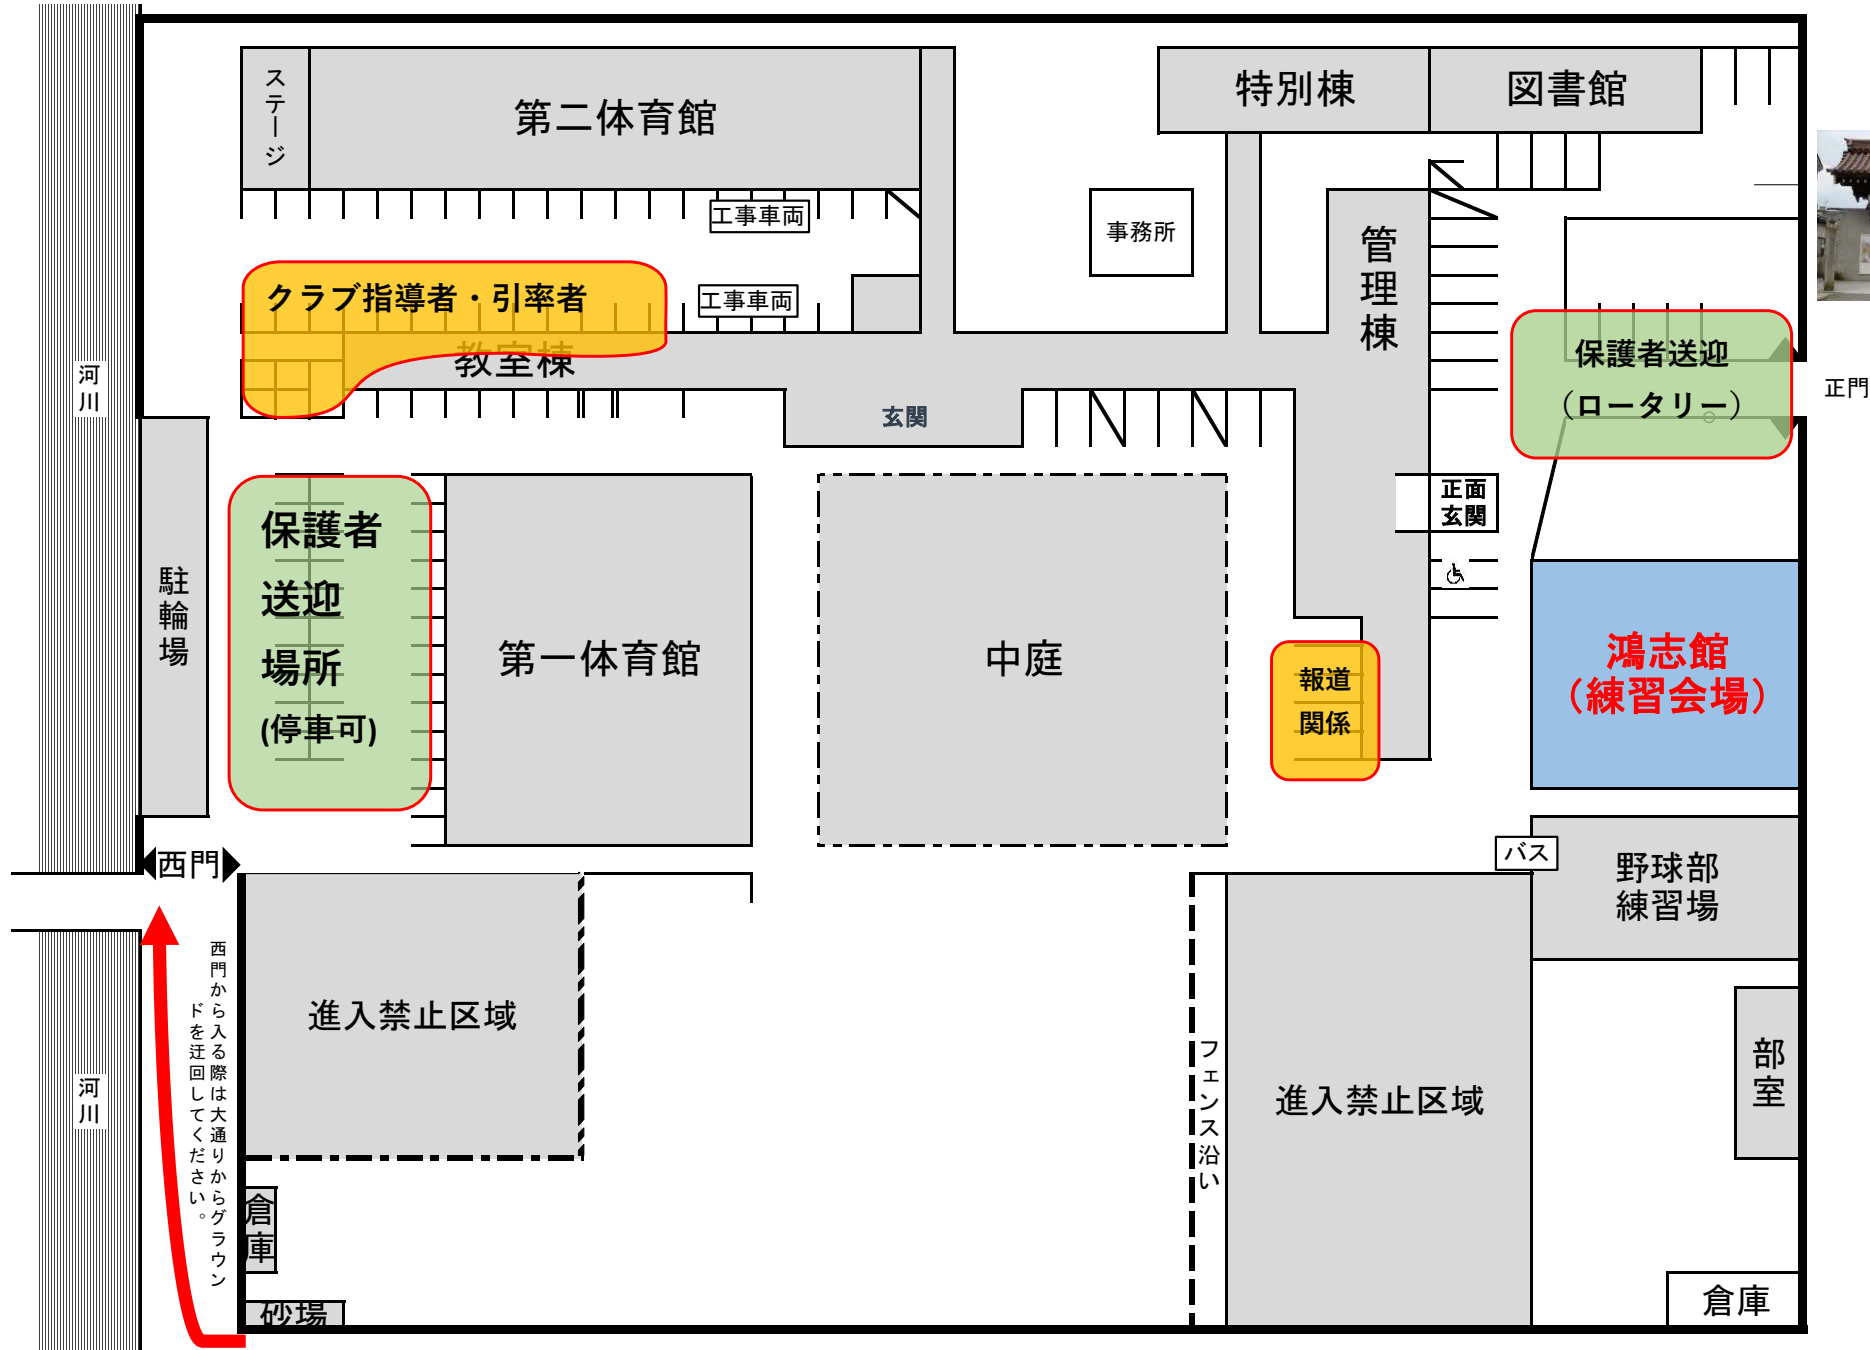 ステージ
第二体育館
特別棟
図書館
工事車両
事務所
管理棟
クラブ指導者・引率者
工事車両
教室棟
保護者送迎
（ロータリー）
正門
河川
玄関
正面
玄関
保護者
送迎
場所
(停車可)
駐輪場
第一体育館
中庭
報道
関係
鴻志館
（練習会場）
西門
バス
野球部
練習場
西門から入る際は大通りからグラウン
ドを迂回してください。
進入禁止区域
フェンス沿い
進入禁止区域
部室
河川
倉庫
砂場
倉庫